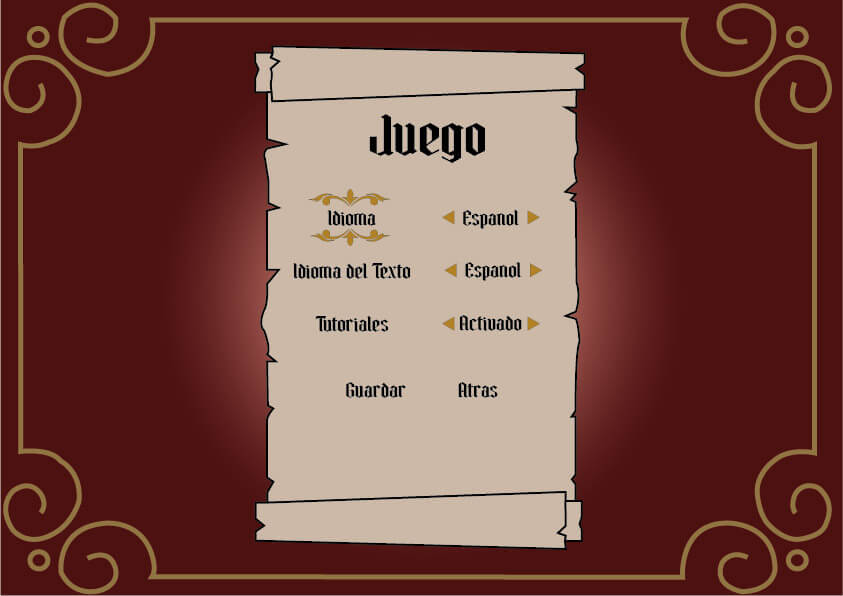 Juego
Idioma Espanol
Idioma del Texto Espanol
Tutoriales Activado
Guardar Atras